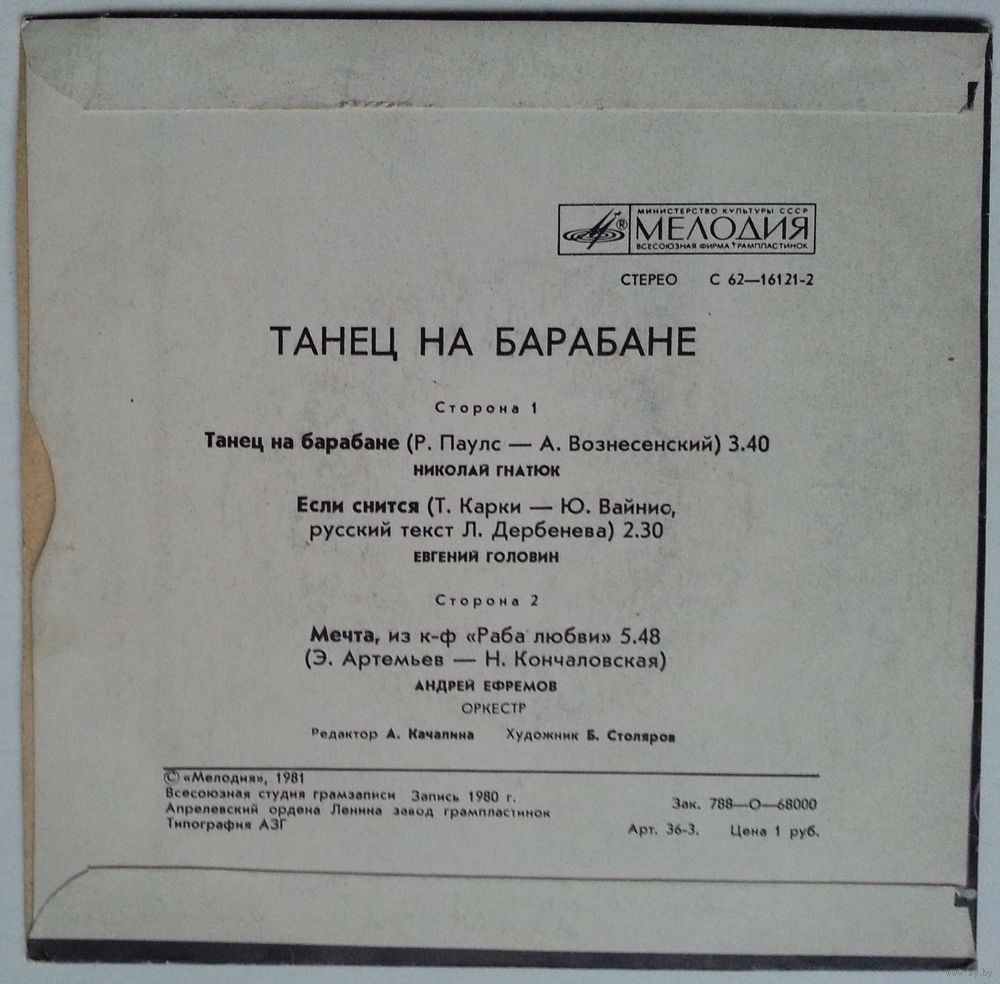 МИНИСТЕРСТВО КУЛЬТУРЫ СССР
МЕЛОДИЯ
®
ВСЕСОЮЗНАЯ ФИРМА ГРАМПЛАСТИНОК
СТЕРЕО С 62—16121-2
ТАНЕЦ НА БАРАБАНЕ
Сторона 1
Танец на барабане (Р. Паулс — А. Вознесенский) 3.40
НИКОЛАЙ ГНАТЮК
Если снится (Т. Карки — Ю. Вайнио,
русский текст Л. Дербенева) 2.30
ЕВГЕНИЙ ГОЛОВИН
Сторона 2
Мечта, из к-ф «Раба любви» 5.48
(Э. Артемьев — Н. Кончаловская)
АНДРЕЙ ЕФРЕМОВ
ОРКЕСТР
Редактор А. Качалина Художник Б. Столяров
© «Мелодия», 1981
Всесоюзная студия грамзаписи Запись 1980 г.
Апрелевский ордена Ленина завод грампластинок
Типография АЗГ
Зак. 788—О—68000
Арт. 36-3. Цена 1 руб.